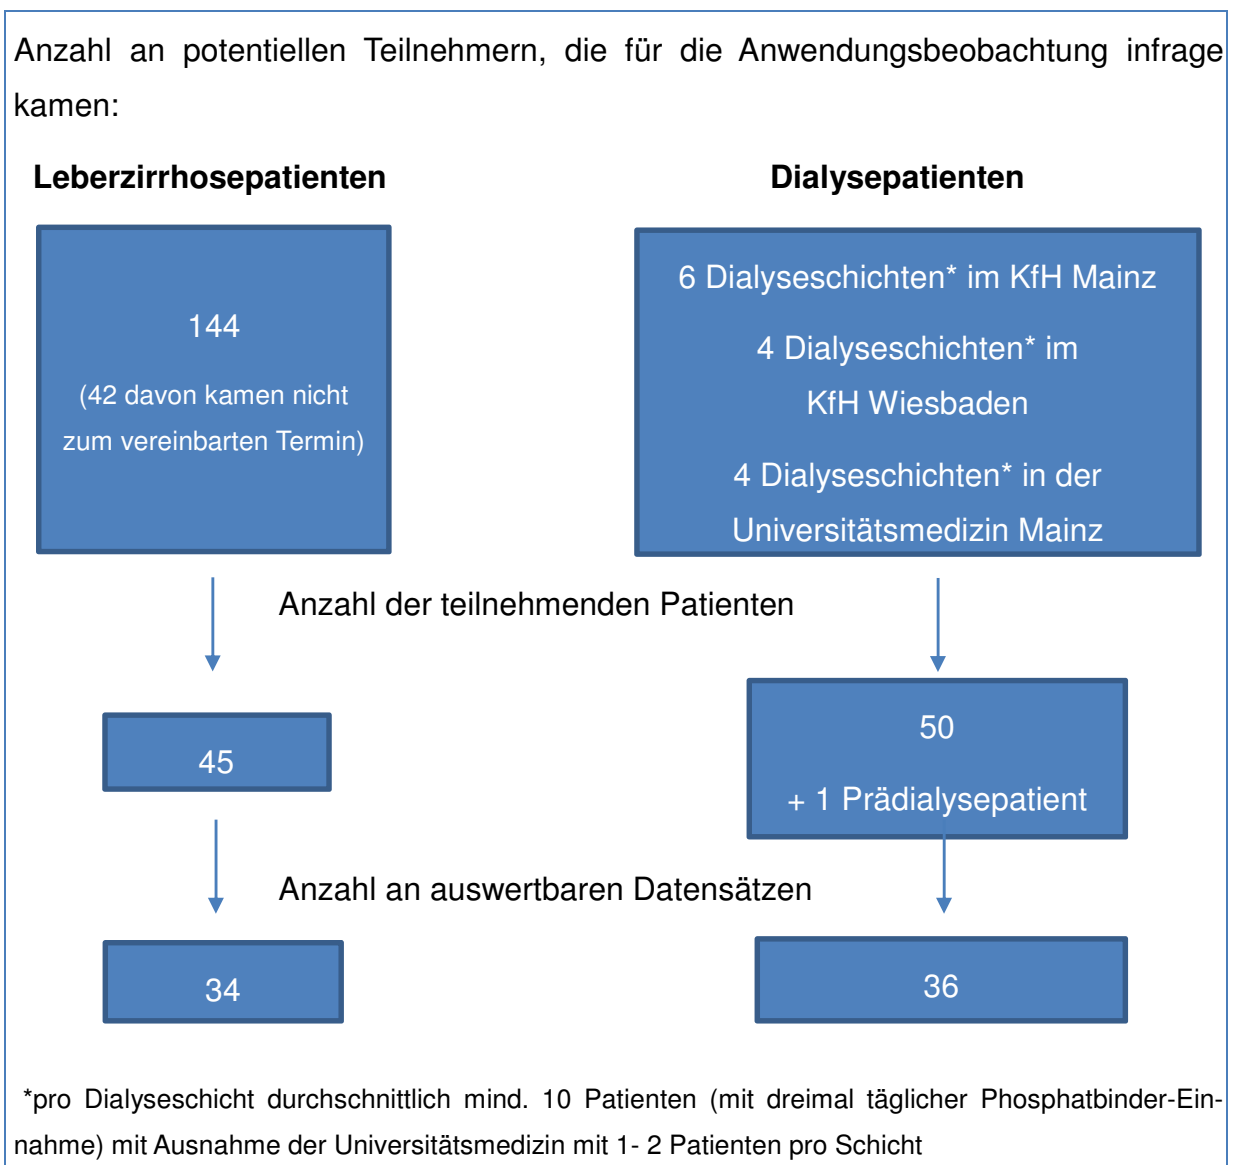 Anzahl an potentiellen Teilnehmern, die für die Anwendungsbeobachtung infrage
kamen:
Leberzirrhosepatienten
Dialysepatienten
144
(42 davon kamen nicht
zum vereinbarten Termin)
6 Dialyseschichten* im KfH Mainz
4 Dialyseschichten* im
KfH Wiesbaden
4 Dialyseschichten* in der
Universitätsmedizin Mainz
Anzahl der teilnehmenden Patienten
45
50
+ 1 Prädialysepatient
Anzahl an auswertbaren Datensätzen
34
36
*pro Dialyseschicht durchschnittlich mind. 10 Patienten (mit dreimal täglicher Phosphatbinder-Ein-
nahme) mit Ausnahme der Universitätsmedizin mit 1- 2 Patienten pro Schicht